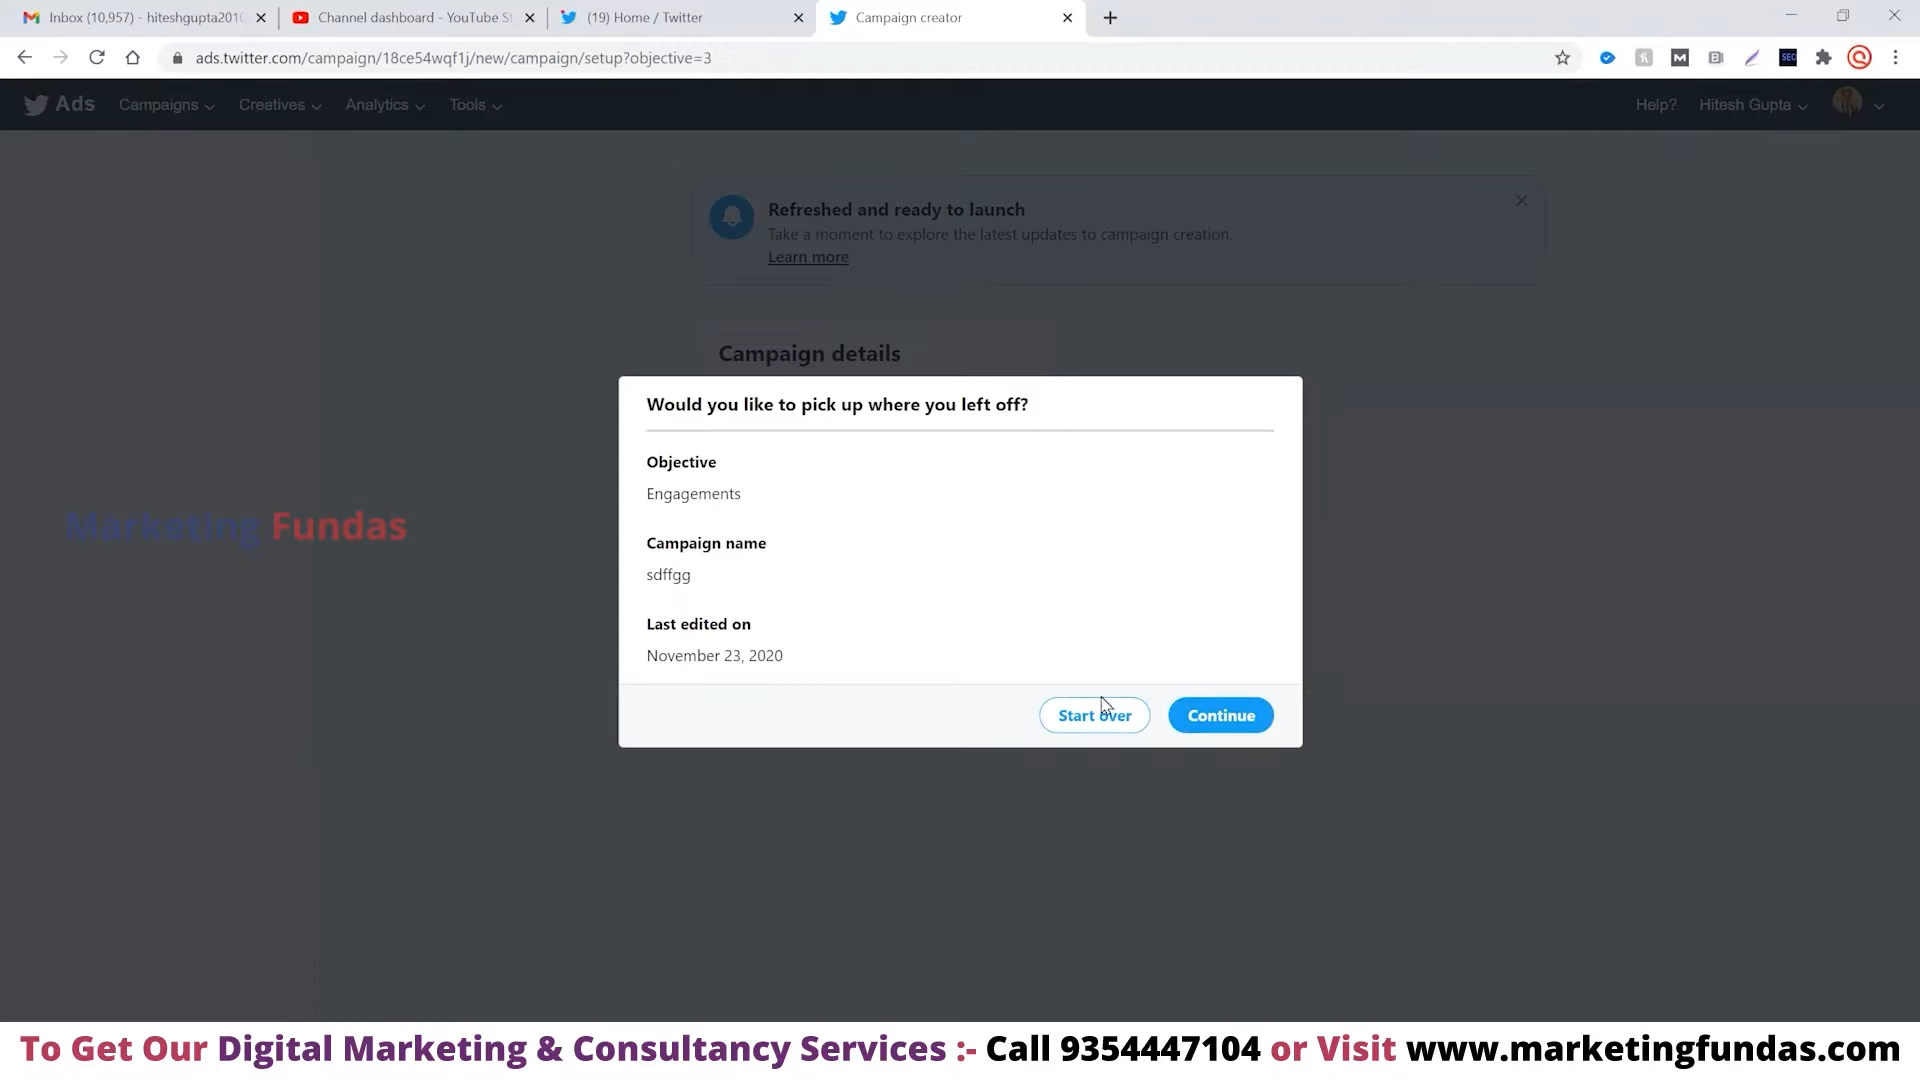 Inbox (10,957) - hiteshgupta201
Channel dashboard - YouTube S
(19) Home / Twitter
Campaign creator
ads.twitter.com/campaign/18ce54wqf1j/new/campaign/setup?objective=3
Ads
Campaigns
Creatives
Analytics
Tools
Help?
Hitesh Gupta
Refreshed and ready to launch
Take a moment to explore the latest updates to campaign creation.
Learn more
Campaign details
Would you like to pick up where you left off?
Objective
Engagements
Marketing Fundas
Campaign name
sdffgg
Last edited on
November 23, 2020
Start over
Continue
To Get Our Digital Marketing & Consultancy Services :- Call 9354447104 or Visit www.marketingfundas.com